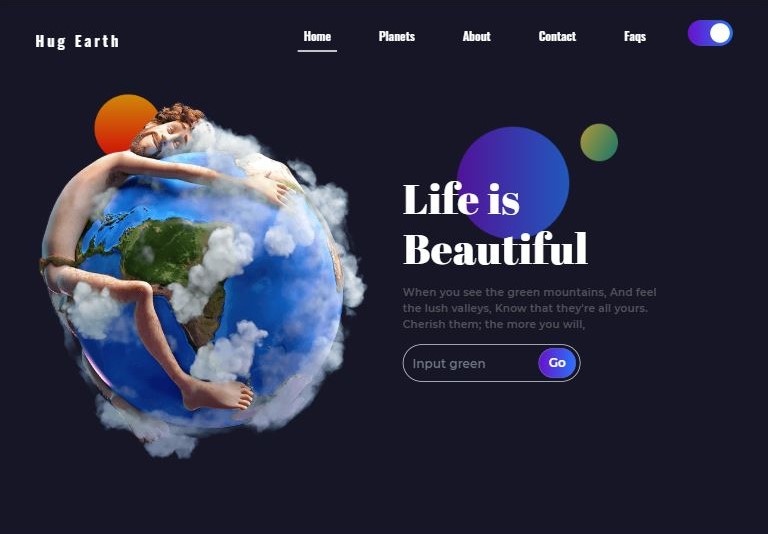 Hug Earth
Home Planets About Contact Faqs
Life is
Beautiful
When you see the green mountains, And feel
the lush valleys, Know that they're all yours.
Cherish them; the more you will,
Input green Go